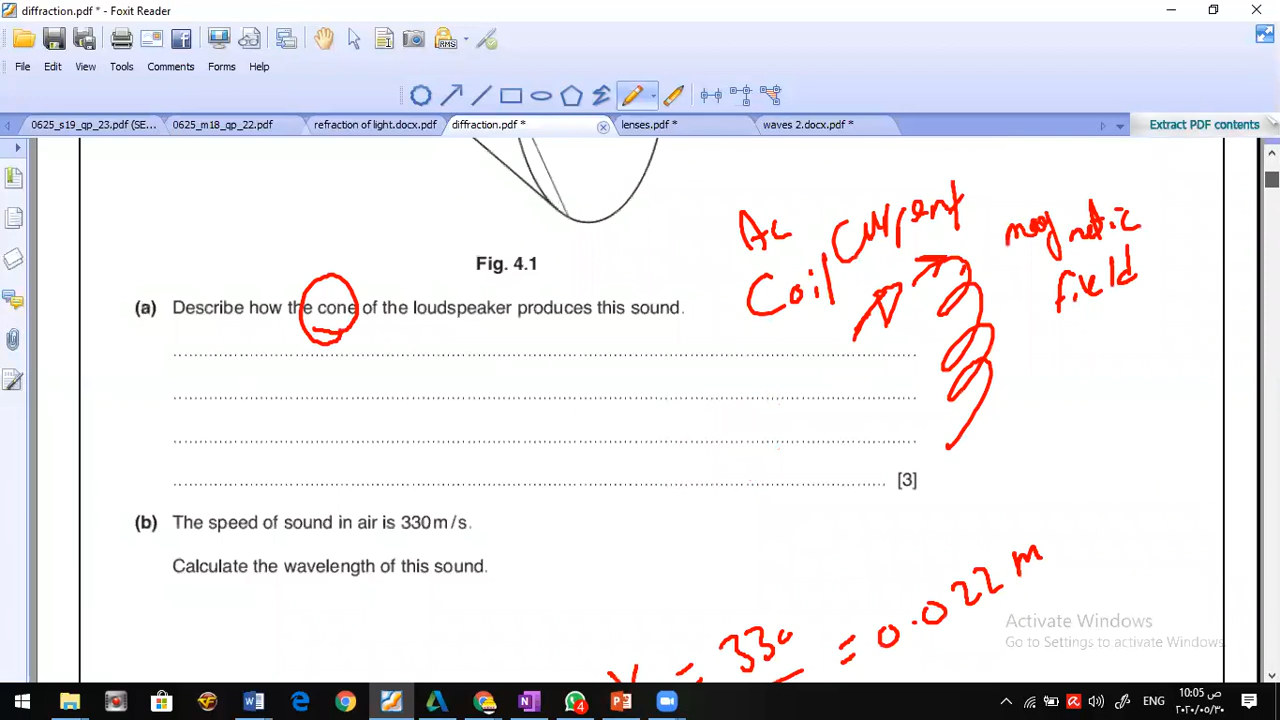 diffraction.pdf * - Foxit Reader
File Edit View Tools Comments Forms Help
0625_s19_qp_23.pdf (SE... 0625_m18_qp_22.pdf refraction of light.docx.pdf diffraction.pdf * lenses.pdf * waves 2.docx.pdf * Extract PDF contents
Ac Current magnetic
Coil field
Fig. 4.1
(a) Describe how the cone of the loudspeaker produces this sound.
[3]
(b) The speed of sound in air is 330 m / s.
Calculate the wavelength of this sound.
330 = 0.022 m
Activate Windows
Go to Settings to activate Windows.
ENG 10:05 ص
٢٠٢٠/٠٥/٣٠